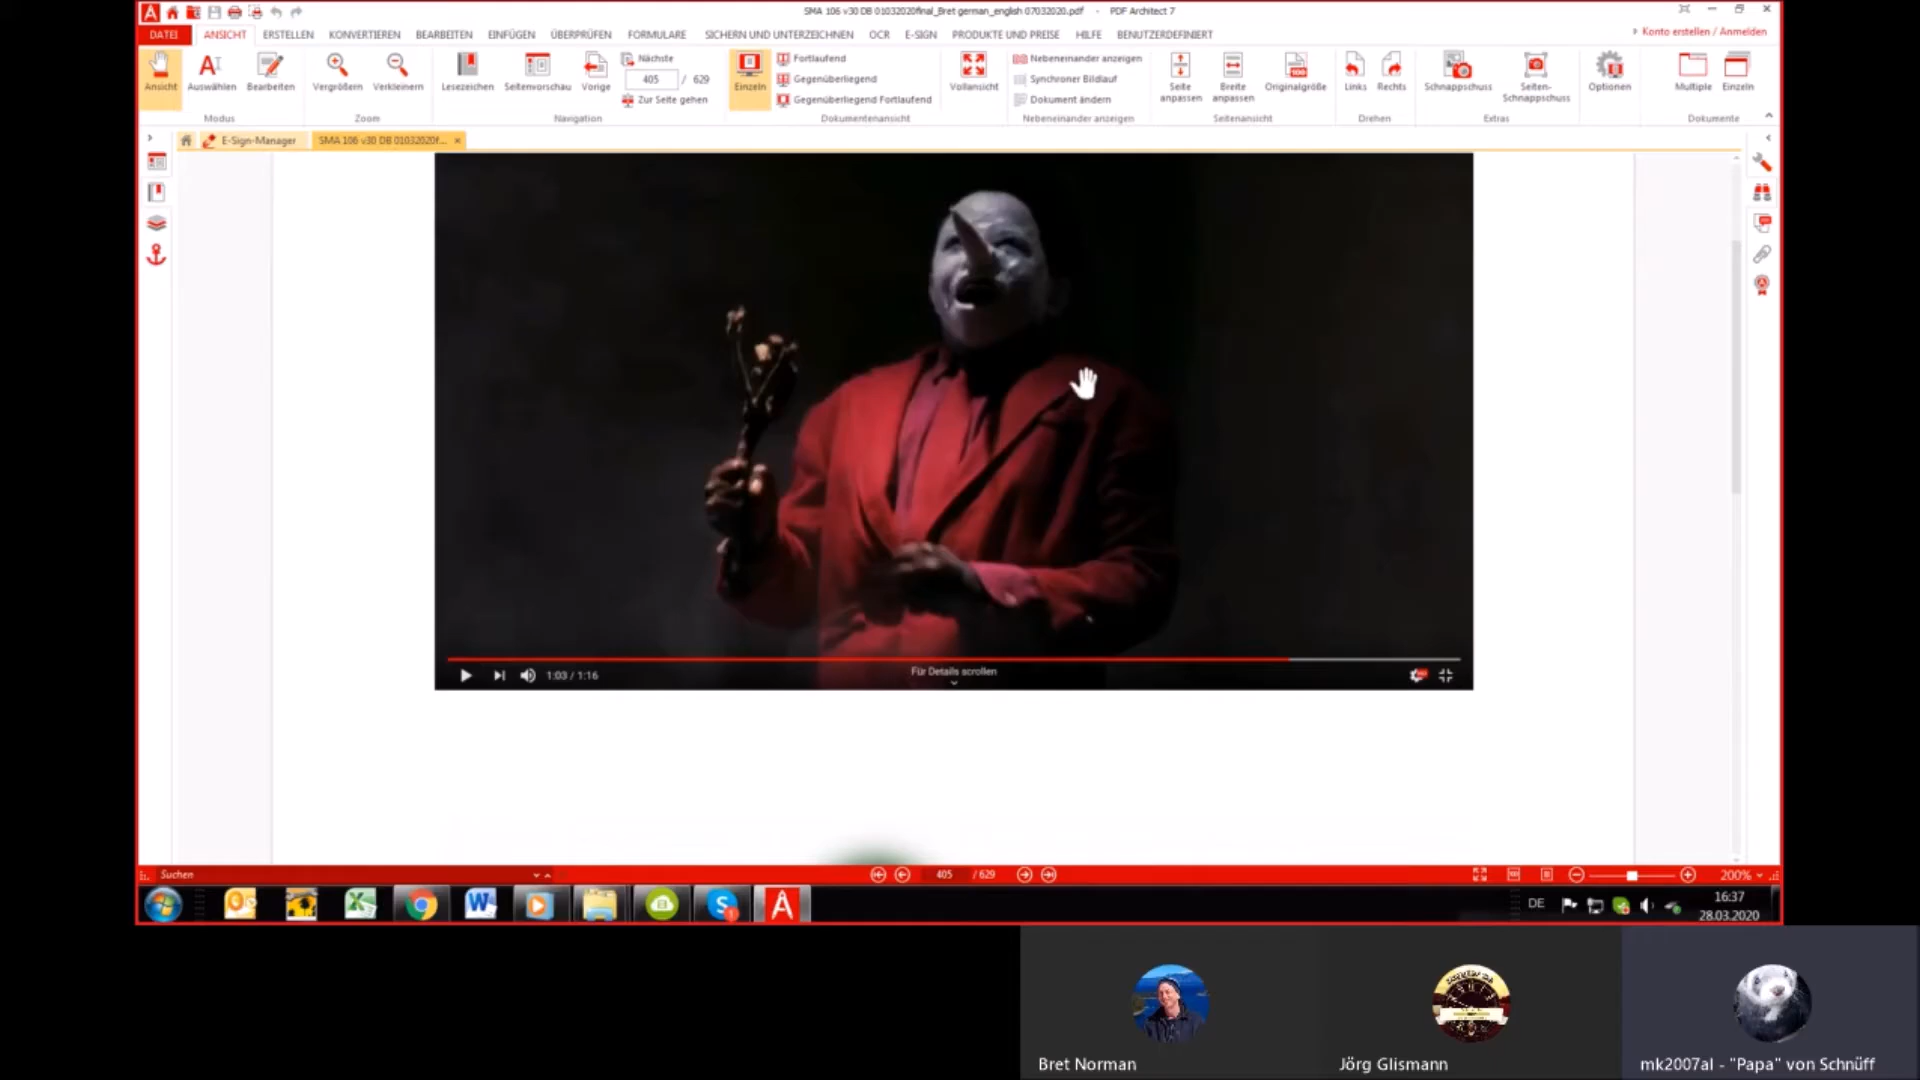 SMA 106 v30 DB 01032020final_Bret german_english 07032020.pdf - PDF Architect 7
DATEI ANSICHT ERSTELLEN KONVERTIEREN BEARBEITEN EINFÜGEN ÜBERPRÜFEN FORMULARE SICHERN UND UNTERZEICHNEN OCR E-SIGN PRODUKTE UND PREISE HILFE BENUTZERDEFINIERT
Konto erstellen / Anmelden
Ansicht Auswählen Bearbeiten
Modus
Vergrößern Verkleinern
Zoom
Lesezeichen Seitenvorschau Vorige
Nächste
405 / 629
Zur Seite gehen
Navigation
Einzeln
Fortlaufend
Gegenüberliegend
Gegenüberliegend Fortlaufend
Vollansicht
Dokumentenansicht
Nebeneinander anzeigen
Synchroner Bildlauf
Dokument ändern
Nebeneinander anzeigen
Seite anpassen
Breite anpassen
Originalgröße
Seitenansicht
Links Rechts
Drehen
Schnappschuss
Seiten-Schnappschuss
Extras
Optionen
Multiple Einzeln
Dokumente
E-Sign-Manager
SMA 106 v30 DB 01032020f...
1:03 / 1:16
Für Details scrollen
Suchen
405 / 629
200%
DE
16:37
28.03.2020
Bret Norman
Jörg Glismann
mk2007al - "Papa" von Schnüff